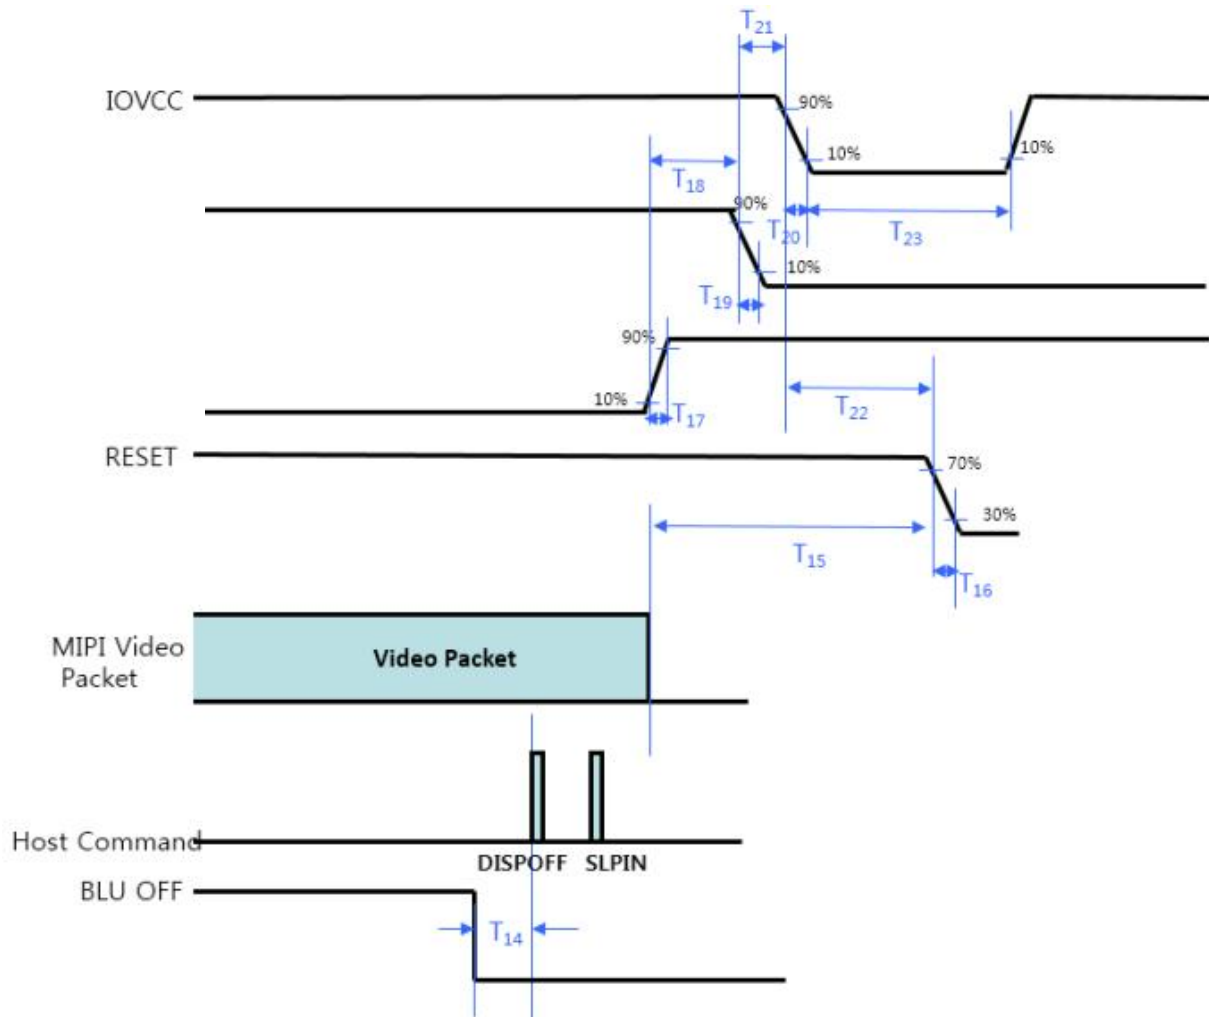 T21
IOVCC
90%
10%
10%
T18
90%
T20
T23
10%
T19
90%
10%
T17
T22
RESET
70%
30%
T15
T16
MIPI Video
Packet
Video Packet
Host Command
DISPOFF SLPIN
BLU OFF
T14